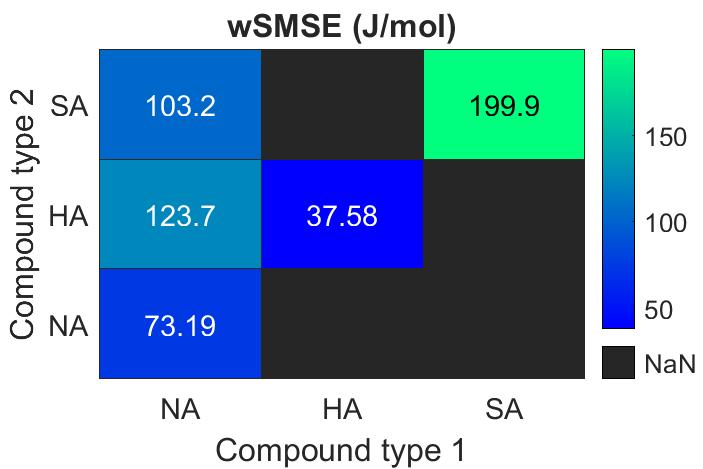 wSMSE (J/mol)
Compound type 2
SA
103.2
199.9
HA
123.7
37.58
NA
73.19
NA
HA
SA
Compound type 1
150
100
50
NaN